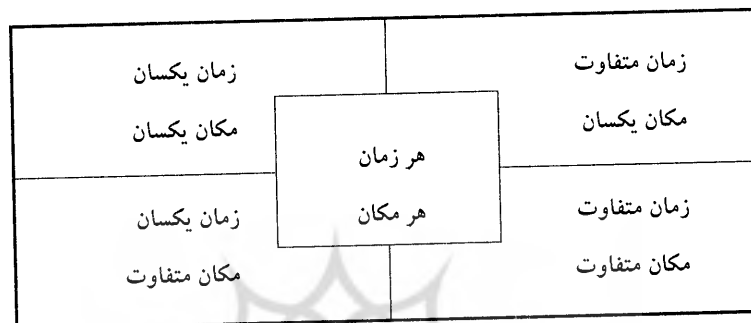 زمان متفاوت
مکان یکسان
زمان یکسان
مکان یکسان
هر زمان
هر مکان
زمان متفاوت
مکان متفاوت
زمان یکسان
مکان متفاوت